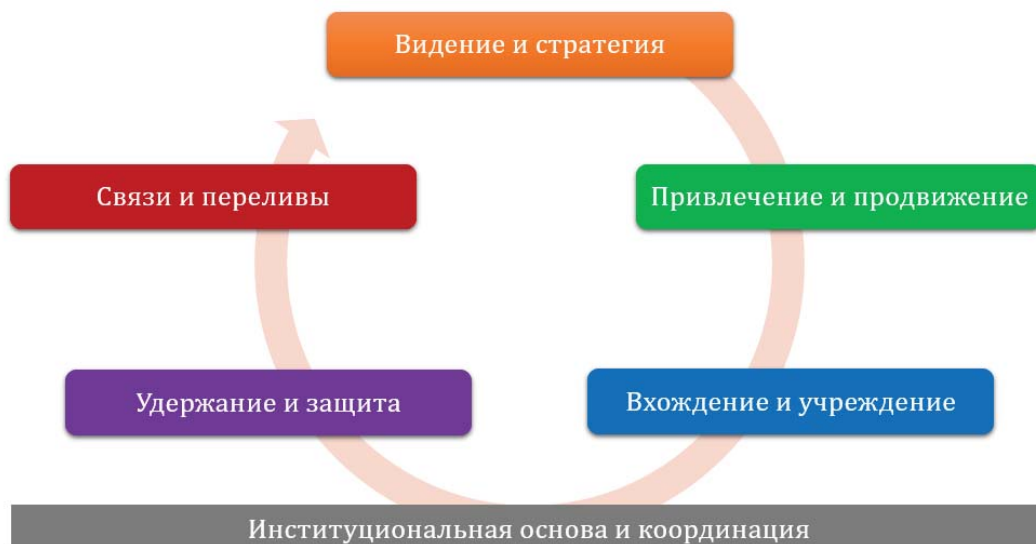 Видение и стратегия
Связи и переливы
Привлечение и продвижение
Удержание и защита
Вхождение и учреждение
Институциональная основа и координация